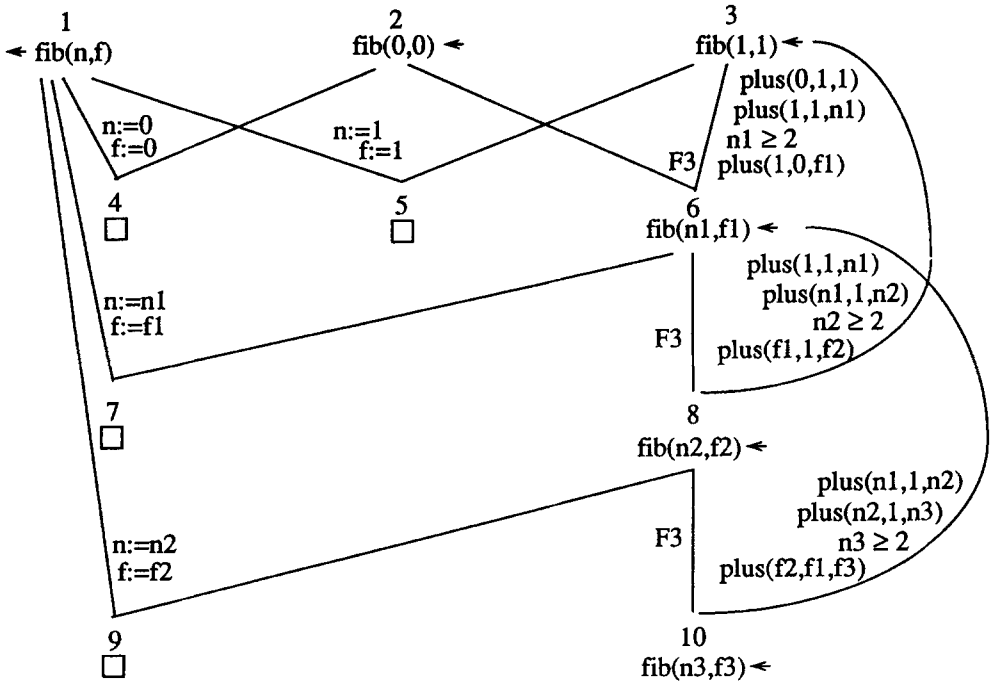 1
← fib(n,f)
2
fib(0,0) ←
3
fib(1,1) ←
plus(0,1,1)
plus(1,1,n1)
n1 ≥ 2
F3
plus(1,0,f1)
n:=0
f:=0
n:=1
f:=1
4
□
5
□
6
fib(n1,f1) ←
plus(1,1,n1)
plus(n1,1,n2)
n2 ≥ 2
F3
plus(f1,1,f2)
n:=n1
f:=f1
7
□
8
fib(n2,f2) ←
plus(n1,1,n2)
plus(n2,1,n3)
n3 ≥ 2
F3
plus(f2,f1,f3)
n:=n2
f:=f2
9
□
10
fib(n3,f3) ←